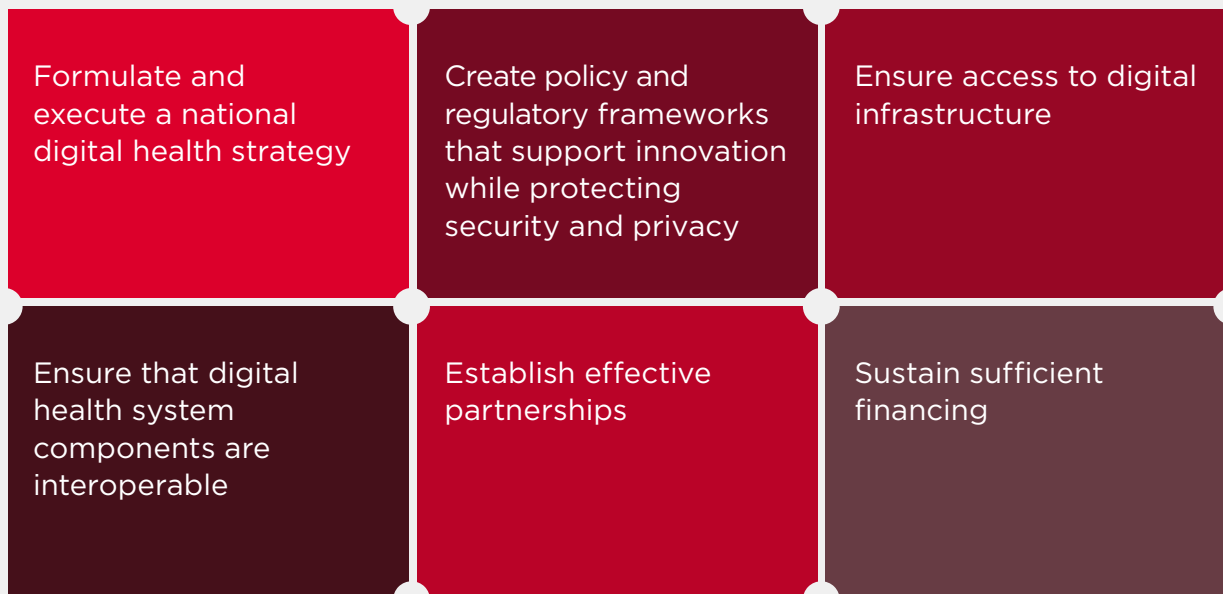 Formulate and
execute a national
digital health strategy
Create policy and
regulatory frameworks
that support innovation
while protecting
security and privacy
Ensure access to digital
infrastructure
Ensure that digital
health system
components are
interoperable
Establish effective
partnerships
Sustain sufficient
financing